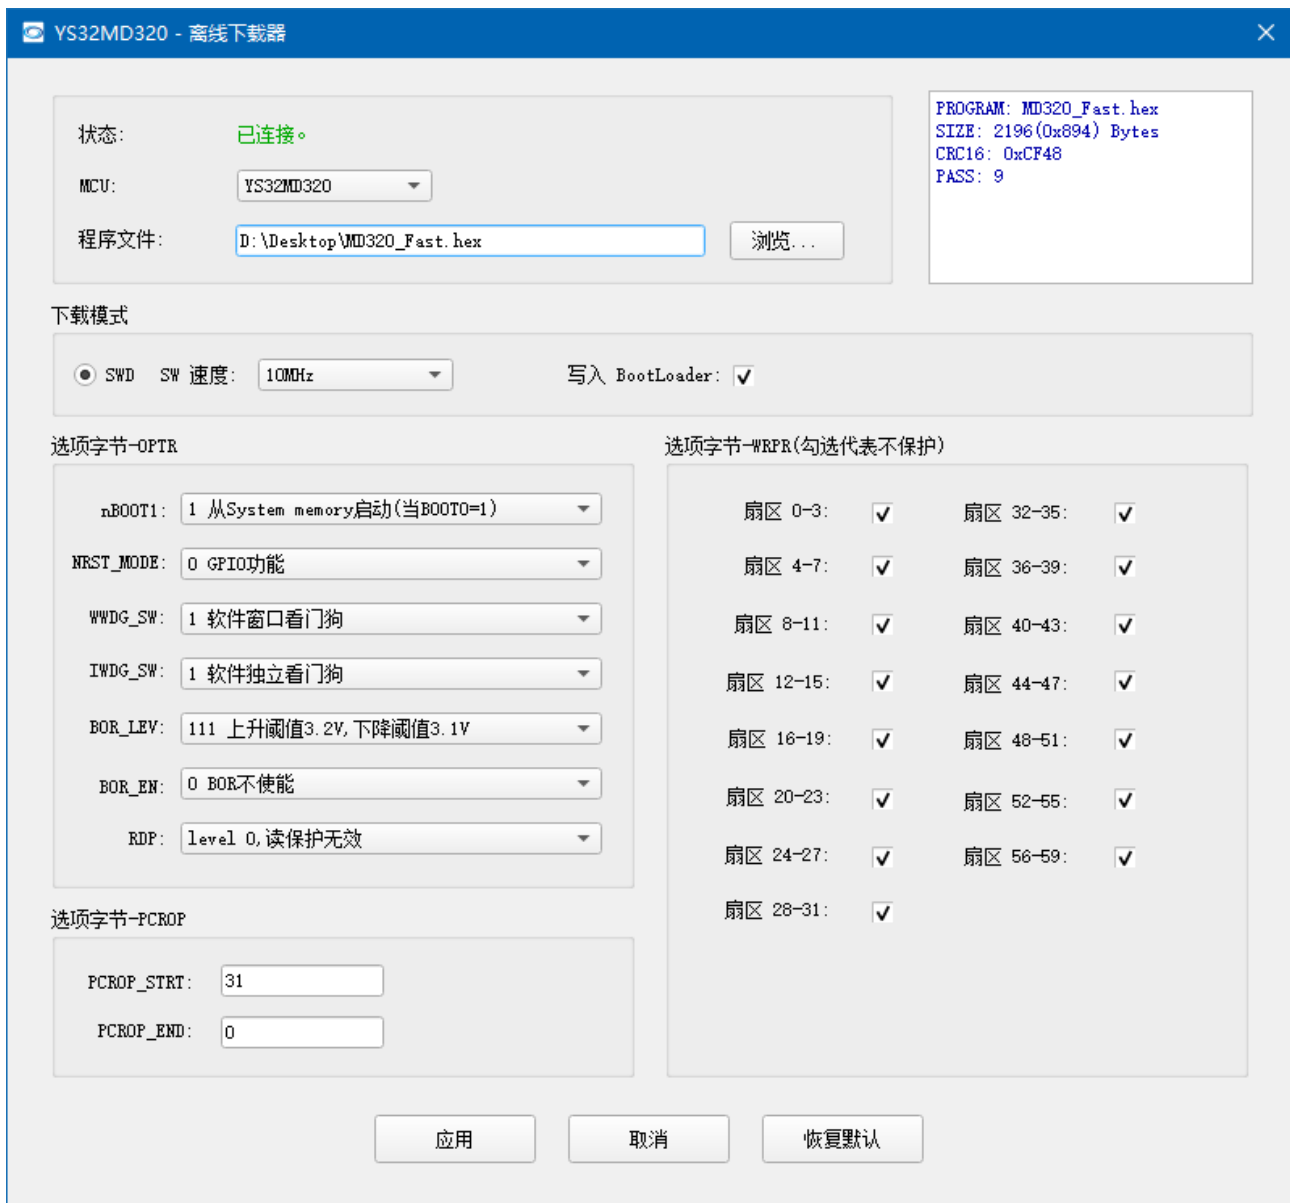 YS32MD320 - 离线下载器
状态:
已连接。
MCU:
YS32MD320
程序文件:
D:\Desktop\MD320_Fast.hex
浏览...
PROGRAM: MD320_Fast.hex
SIZE: 2196(0x894) Bytes
CRC16: 0xCF48
PASS: 9
下载模式
SWD
SW 速度:
10MHz
写入 BootLoader:
选项字节-OPTR
nBOOT1:
1 从System memory启动(当BOOT0=1)
NRST_MODE:
0 GPIO功能
WWDG_SW:
1 软件窗口看门狗
IWDG_SW:
1 软件独立看门狗
BOR_LEV:
111 上升阈值3.2V,下降阈值3.1V
BOR_EN:
0 BOR不使能
RDP:
level 0,读保护无效
选项字节-PCROP
PCROP_STRT:
31
PCROP_END:
0
选项字节-WRPR(勾选代表不保护)
扇区 0-3:
扇区 32-35:
扇区 4-7:
扇区 36-39:
扇区 8-11:
扇区 40-43:
扇区 12-15:
扇区 44-47:
扇区 16-19:
扇区 48-51:
扇区 20-23:
扇区 52-55:
扇区 24-27:
扇区 56-59:
扇区 28-31:
应用
取消
恢复默认